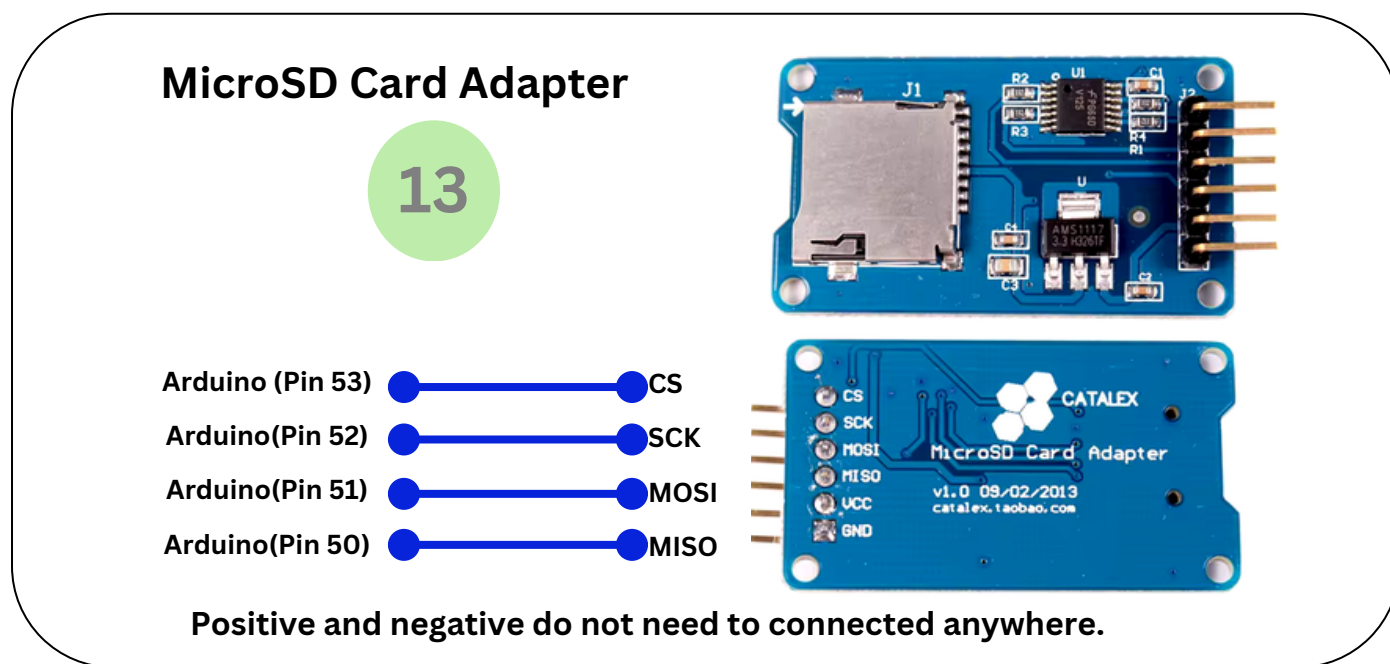 MicroSD Card Adapter
13
Arduino (Pin 53)
CS
Arduino(Pin 52)
SCK
Arduino(Pin 51)
MOSI
Arduino(Pin 50)
MISO
Positive and negative do not need to connected anywhere.
J1
R2
R3
U1
C1
J2
R4
R1
U
AMS1117
3.3 H326TF
C4
C3
C2
CS
SCK
MOSI
MISO
VCC
GND
CATALEX
MicroSD Card Adapter
v1.0 09/02/2013
catalex.taobao.com